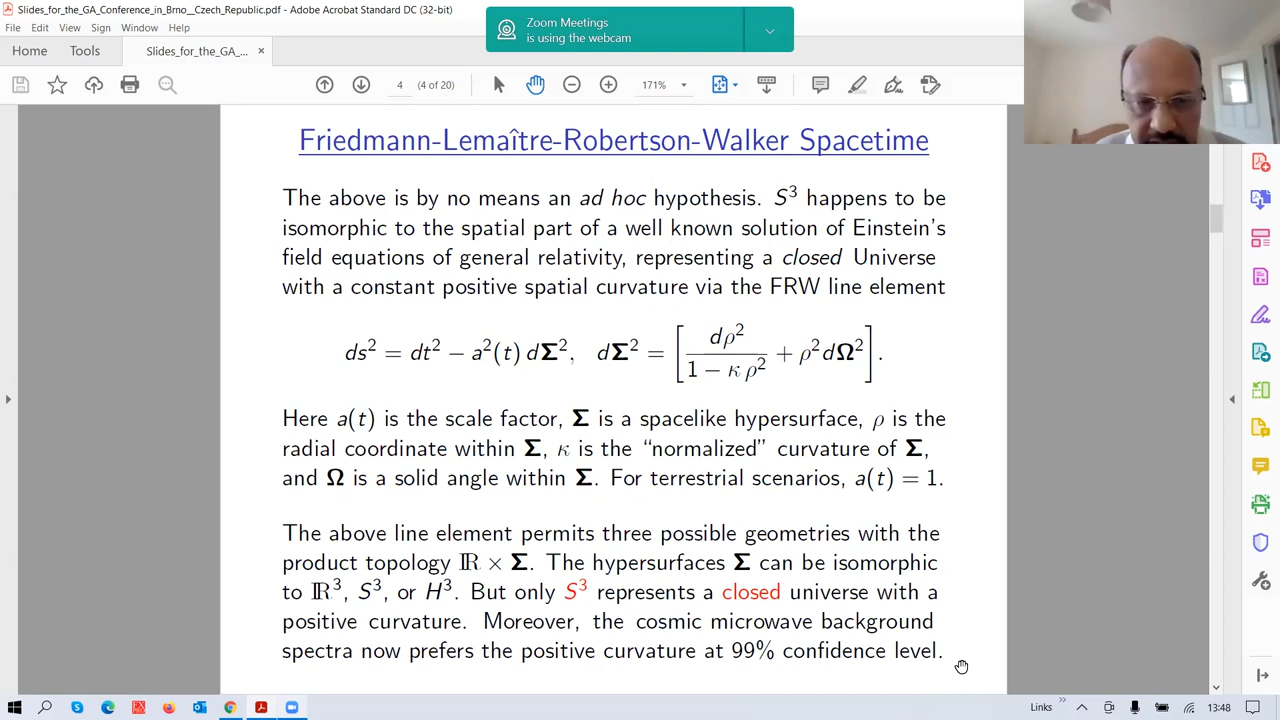 Slides_for_the_GA_Conference_in_Brno__Czech_Republic.pdf - Adobe Acrobat Standard DC (32-bit)
File Edit View Sign Window Help
Zoom Meetings
is using the webcam
Home Tools Slides_for_the_GA_... ×
4 (4 of 20) 171%
Friedmann-Lemaître-Robertson-Walker Spacetime
The above is by no means an ad hoc hypothesis. S³ happens to be
isomorphic to the spatial part of a well known solution of Einstein's
field equations of general relativity, representing a closed Universe
with a constant positive spatial curvature via the FRW line element
ds² = dt² − a²(t) dΣ², dΣ² = [dρ² / (1 − κ ρ²) + ρ²dΩ²].
Here a(t) is the scale factor, Σ is a spacelike hypersurface, ρ is the
radial coordinate within Σ, κ is the “normalized” curvature of Σ,
and Ω is a solid angle within Σ. For terrestrial scenarios, a(t) = 1.
The above line element permits three possible geometries with the
product topology ℝ × Σ. The hypersurfaces Σ can be isomorphic
to ℝ³, S³, or H³. But only S³ represents a closed universe with a
positive curvature. Moreover, the cosmic microwave background
spectra now prefers the positive curvature at 99% confidence level.
Links » 13:48